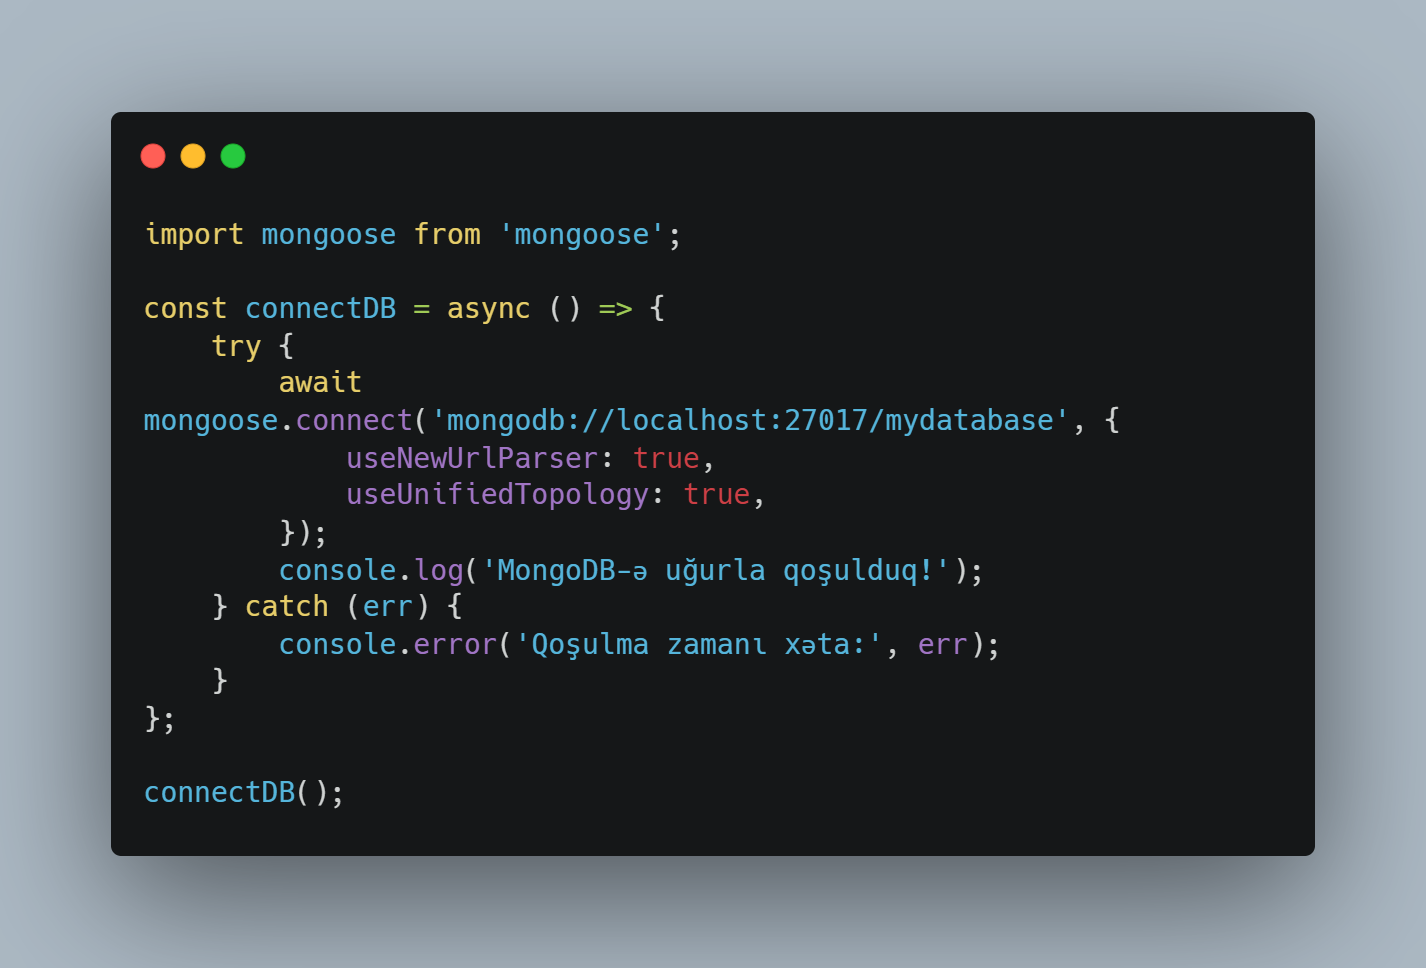 import mongoose from 'mongoose';
const connectDB = async () => {
try {
await
mongoose.connect('mongodb://localhost:27017/mydatabase', {
useNewUrlParser: true,
useUnifiedTopology: true,
});
console.log('MongoDB-ə uğurla qoşulduq!');
} catch (err) {
console.error('Qoşulma zamanı xəta:', err);
}
};
connectDB();